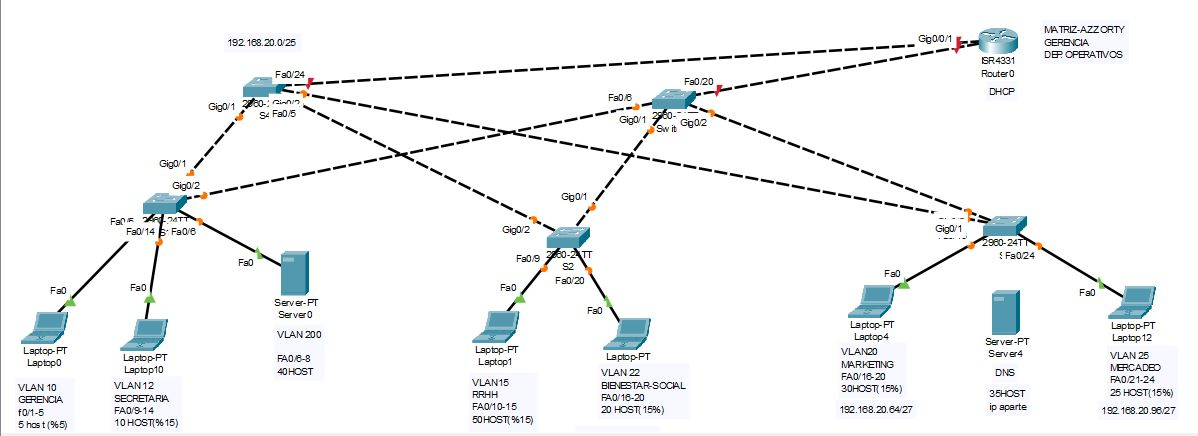 192.168.20.0/25
MATRIZ-AZZORTY
GERENCIA
DEP. OPERATIVOS
Gig0/0/1
ISR4331
Router0
DHCP
Fa0/24
Gig0/1
Fa0/5
Fa0/20
Fa0/6
Gig0/1
Gig0/2
Gig0/1
Gig0/2
Fa0/14
Fa0/6
Fa0
Fa0
Fa0
Laptop-PT
Laptop0
VLAN 10
GERENCIA
f0/1-5
5 host (%5)
Laptop-PT
Laptop10
VLAN 12
SECRETARIA
FA0/9-14
10 HOST(%15)
Server-PT
Server0
VLAN 200
FA0/6-8
40HOST
Gig0/1
Gig0/2
2960-24TT
S2
Fa0/9
Fa0/20
Fa0
Fa0
Laptop-PT
Laptop1
VLAN15
RRHH
FA0/10-15
50HOST(%15)
Laptop-PT
VLAN 22
BIENESTAR-SOCIAL
FA0/16-20
20 HOST(15%)
Gig0/1
2960-24TT
Fa0/24
Fa0
Fa0
Laptop-PT
Laptop4
VLAN20
MARKETING
FA0/16-20
30HOST(15%)
192.168.20.64/27
Server-PT
Server4
DNS
35HOST
ip aparte
Laptop-PT
Laptop12
VLAN 25
MERCADEO
FA0/21-24
25 HOST(15%)
192.168.20.96/27